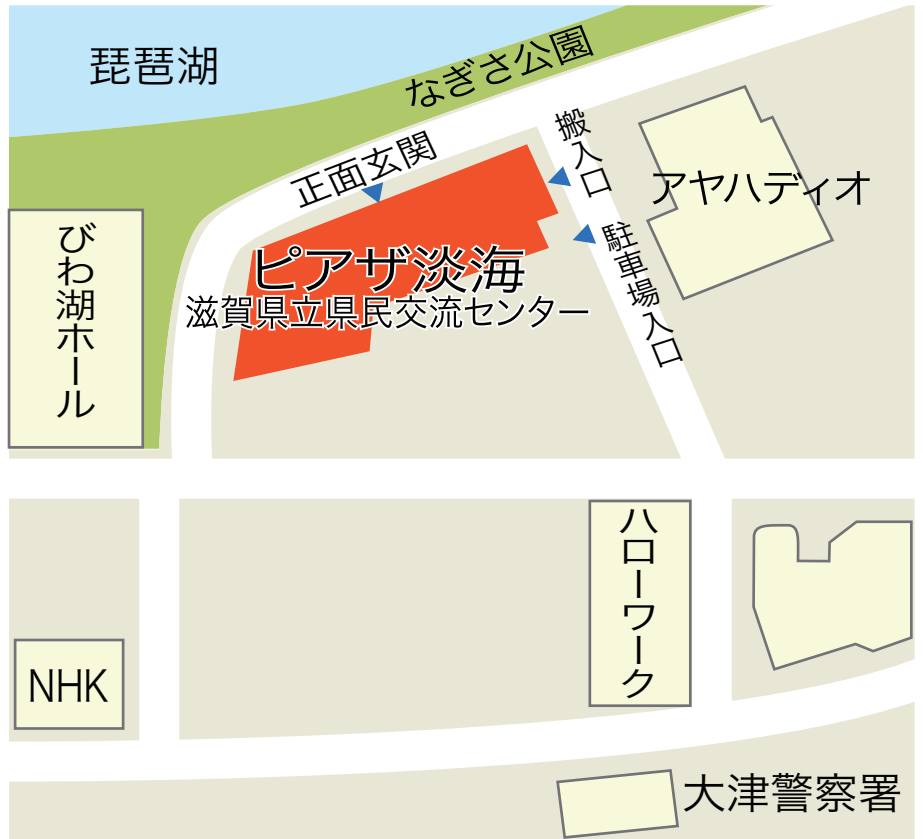 琵琶湖
なぎさ公園
搬入口
正面玄関
アヤハディオ
びわ湖ホール
ピアザ淡海
滋賀県立県民交流センター
駐車場入口
ハローワーク
NHK
大津警察署